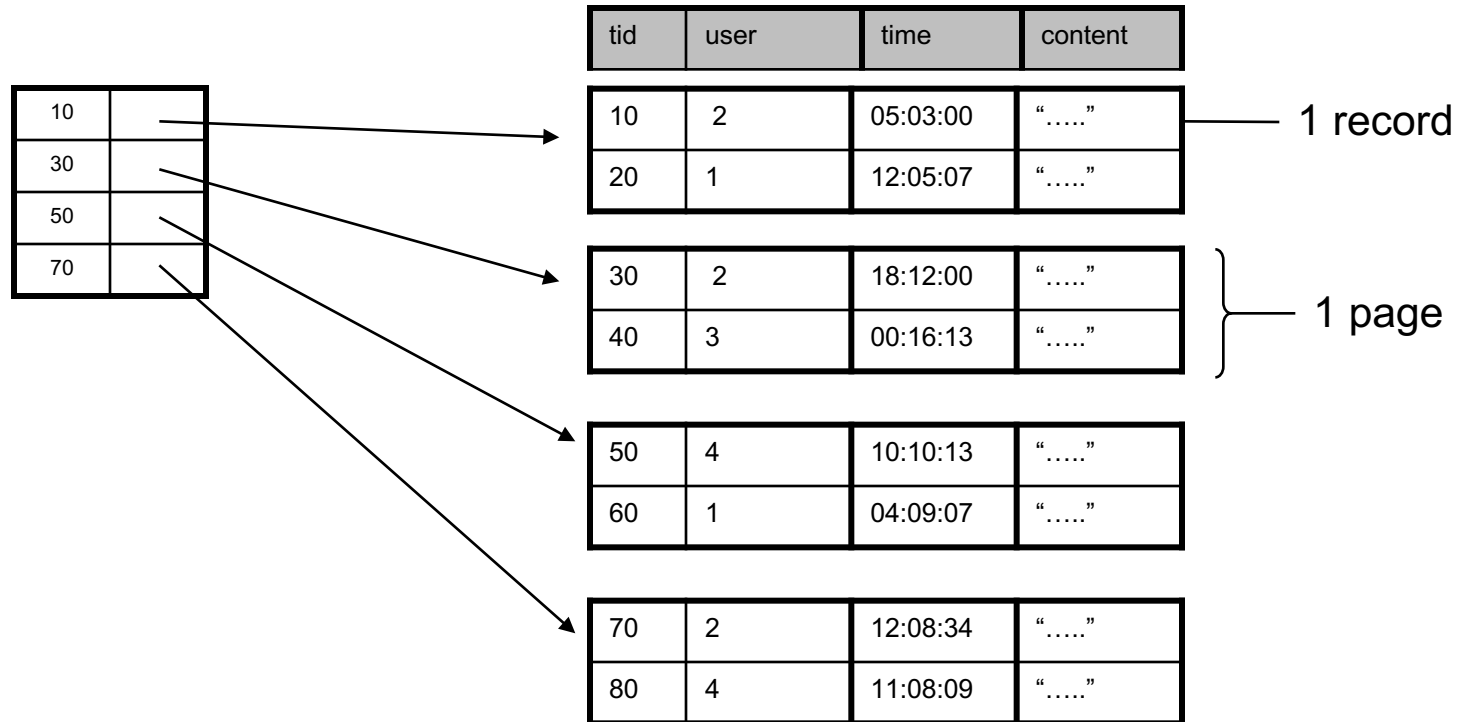 tid user time content
10
30
50
70
10 2 05:03:00 “…..”
20 1 12:05:07 “…..”
1 record
30 2 18:12:00 “…..”
40 3 00:16:13 “…..”
1 page
50 4 10:10:13 “…..”
60 1 04:09:07 “…..”
70 2 12:08:34 “…..”
80 4 11:08:09 “…..”